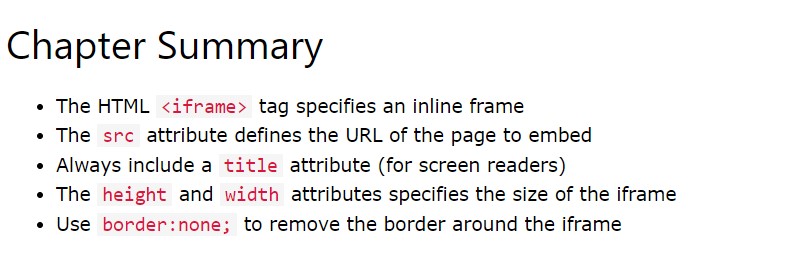 Chapter Summary
• The HTML <iframe> tag specifies an inline frame
• The src attribute defines the URL of the page to embed
• Always include a title attribute (for screen readers)
• The height and width attributes specifies the size of the iframe
• Use border:none; to remove the border around the iframe